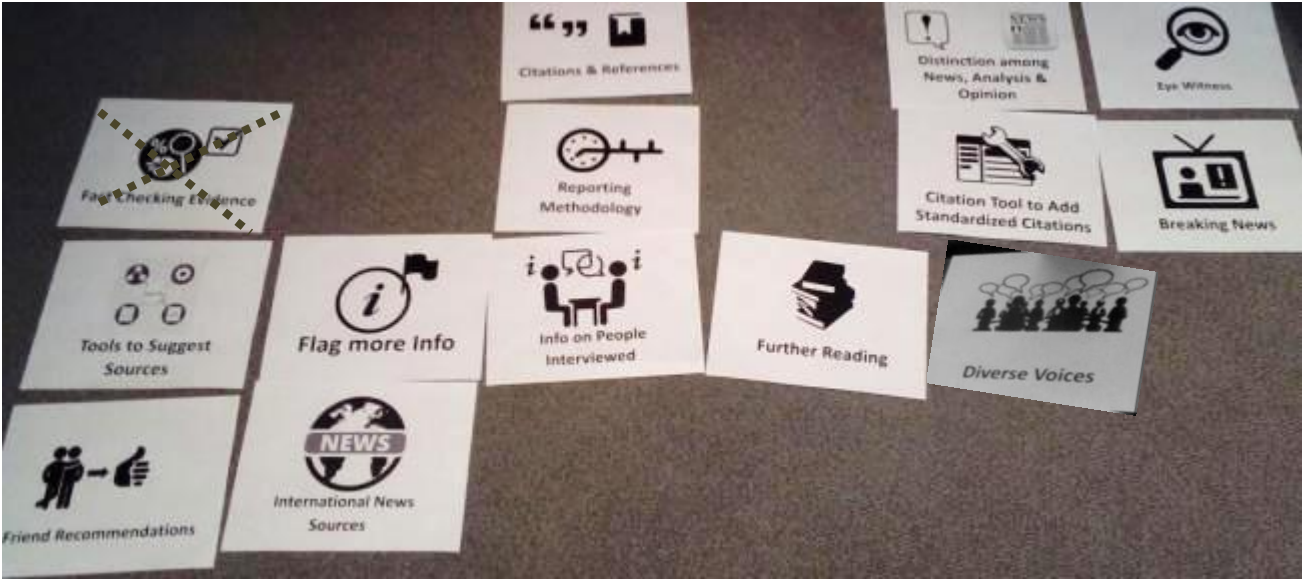 Citations & References
NEWS
Distinction among
News, Analysis &
Opinion
Eye Witness
Fact Checking Evidence
Reporting
Methodology
Citation Tool to Add
Standardized Citations
Breaking News
Tools to Suggest
Sources
i
Flag more Info
i i
Info on People
Interviewed
Further Reading
Diverse Voices
Friend Recommendations
NEWS
International News
Sources